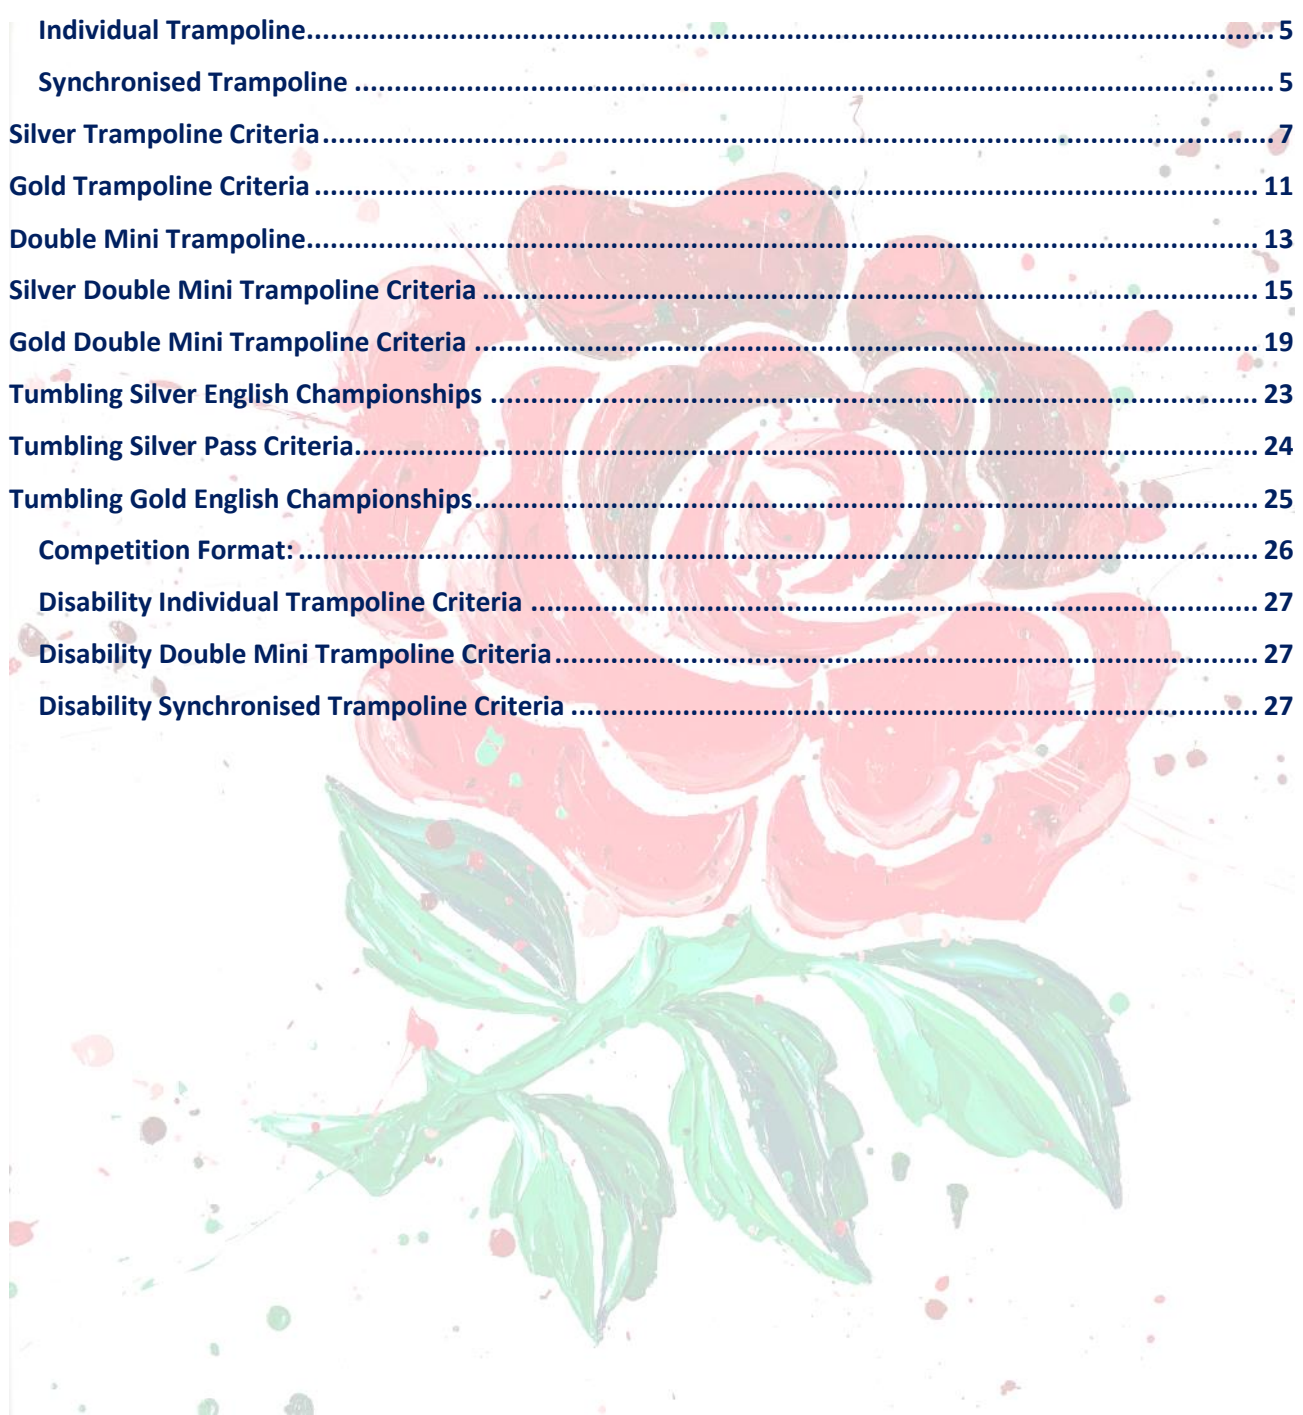 Individual Trampoline........................................................................................................................ 5
Synchronised Trampoline ................................................................................................................... 5
Silver Trampoline Criteria....................................................................................................................... 7
Gold Trampoline Criteria ..................................................................................................................... 11
Double Mini Trampoline...................................................................................................................... 13
Silver Double Mini Trampoline Criteria ................................................................................................ 15
Gold Double Mini Trampoline Criteria ................................................................................................. 19
Tumbling Silver English Championships ............................................................................................... 23
Tumbling Silver Pass Criteria................................................................................................................ 24
Tumbling Gold English Championships................................................................................................. 25
Competition Format: ....................................................................................................................... 26
Disability Individual Trampoline Criteria .......................................................................................... 27
Disability Double Mini Trampoline Criteria....................................................................................... 27
Disability Synchronised Trampoline Criteria ..................................................................................... 27